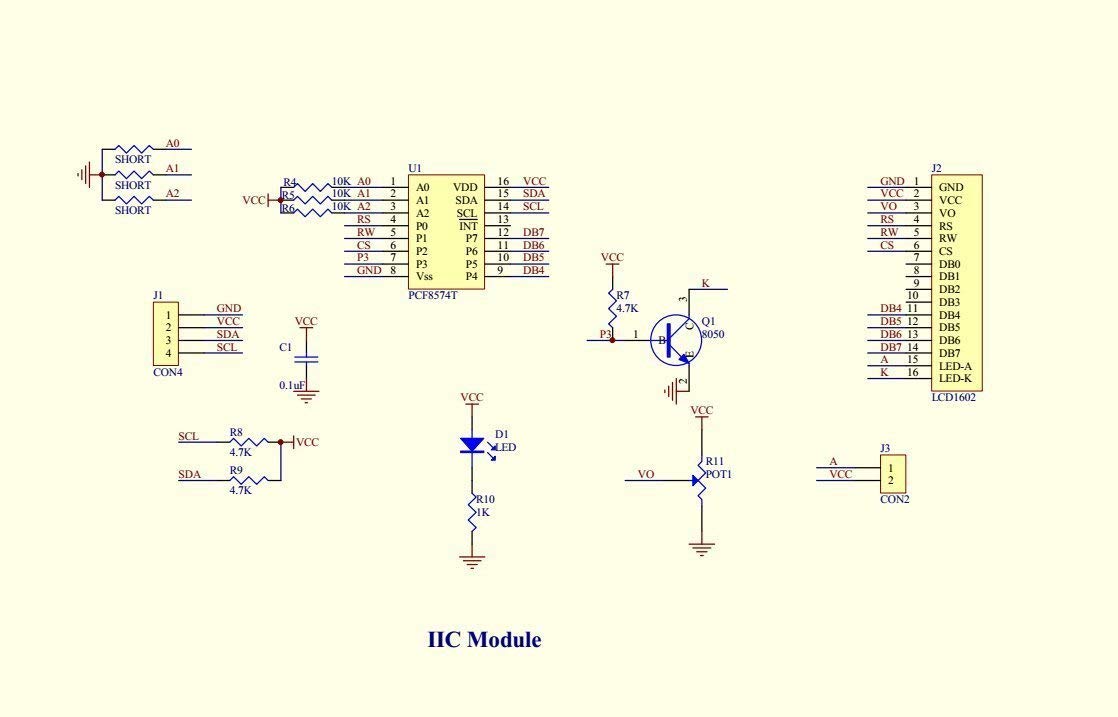 A0
SHORT
A1
SHORT
A2
SHORT
VCC
R4 10K A0
R5 10K A1
R6 10K A2
RS
RW
CS
P3
GND
U1
1 A0 VDD 16 VCC
2 A1 SDA 15 SDA
3 A2 SCL 14 SCL
4 P0 INT 13
5 P1 P7 12 DB7
6 P2 P6 11 DB6
7 P3 P5 10 DB5
8 Vss P4 9 DB4
PCF8574T
J1
1 GND
2 VCC
3 SDA
4 SCL
CON4
VCC
C1
0.1uF
VCC
R7
4.7K
P3
1
B
C
E
3
2
K
Q1
8050
J2
GND 1 GND
VCC 2 VCC
VO 3 VO
RS 4 RS
RW 5 RW
CS 6 CS
7 DB0
8 DB1
9 DB2
10 DB3
DB4 11 DB4
DB5 12 DB5
DB6 13 DB6
DB7 14 DB7
A 15 LED-A
K 16 LED-K
LCD1602
SCL
R8
4.7K
VCC
SDA
R9
4.7K
VCC
D1
LED
R10
1K
VCC
R11
POT1
VO
J3
A 1
VCC 2
CON2
IIC Module